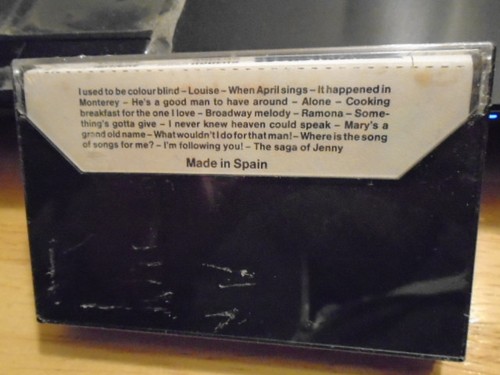 I used to be colour blind – Louise – When April sings – It happened in
Monterey – He's a good man to have around – Alone – Cooking
breakfast for the one I love – Broadway melody – Ramona – Some-
thing's gotta give – I never knew heaven could speak – Mary's a
grand old name – What wouldn't I do for that man! – Where is the song
of songs for me? – I'm following you! – The saga of Jenny
Made in Spain